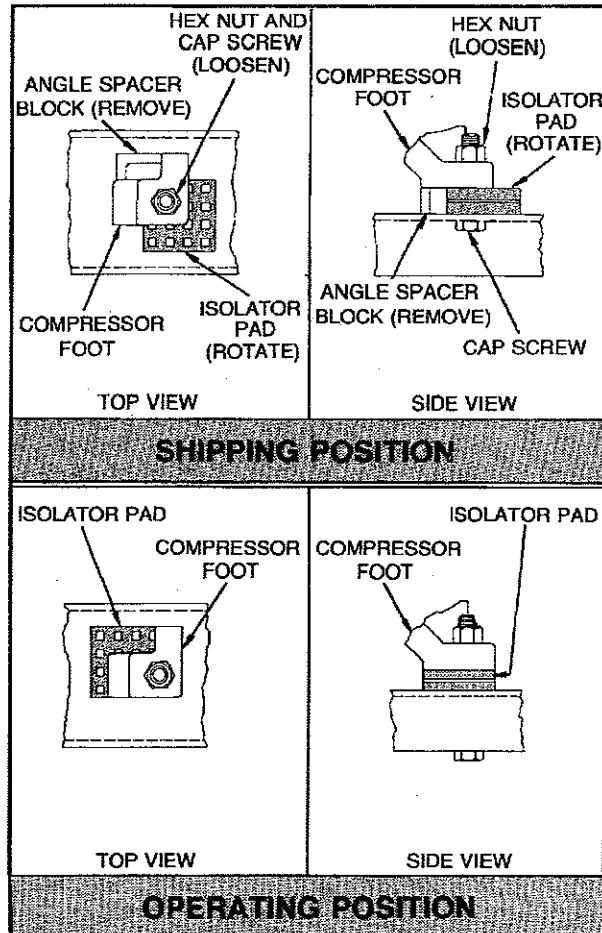 HEX NUT AND
CAP SCREW
(LOOSEN)
ANGLE SPACER
BLOCK (REMOVE)
COMPRESSOR
FOOT
ISOLATOR
PAD
(ROTATE)
TOP VIEW
HEX NUT
(LOOSEN)
COMPRESSOR
FOOT
ISOLATOR
PAD
(ROTATE)
ANGLE SPACER
BLOCK (REMOVE)
CAP SCREW
SIDE VIEW
SHIPPING POSITION
ISOLATOR PAD
COMPRESSOR
FOOT
TOP VIEW
ISOLATOR PAD
COMPRESSOR
FOOT
SIDE VIEW
OPERATING POSITION